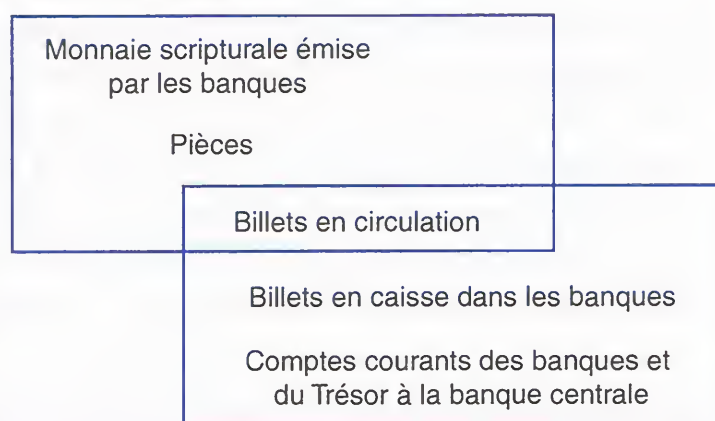 Monnaie scripturale émise
par les banques
Pièces
Billets en circulation
Billets en caisse dans les banques
Comptes courants des banques et
du Trésor à la banque centrale